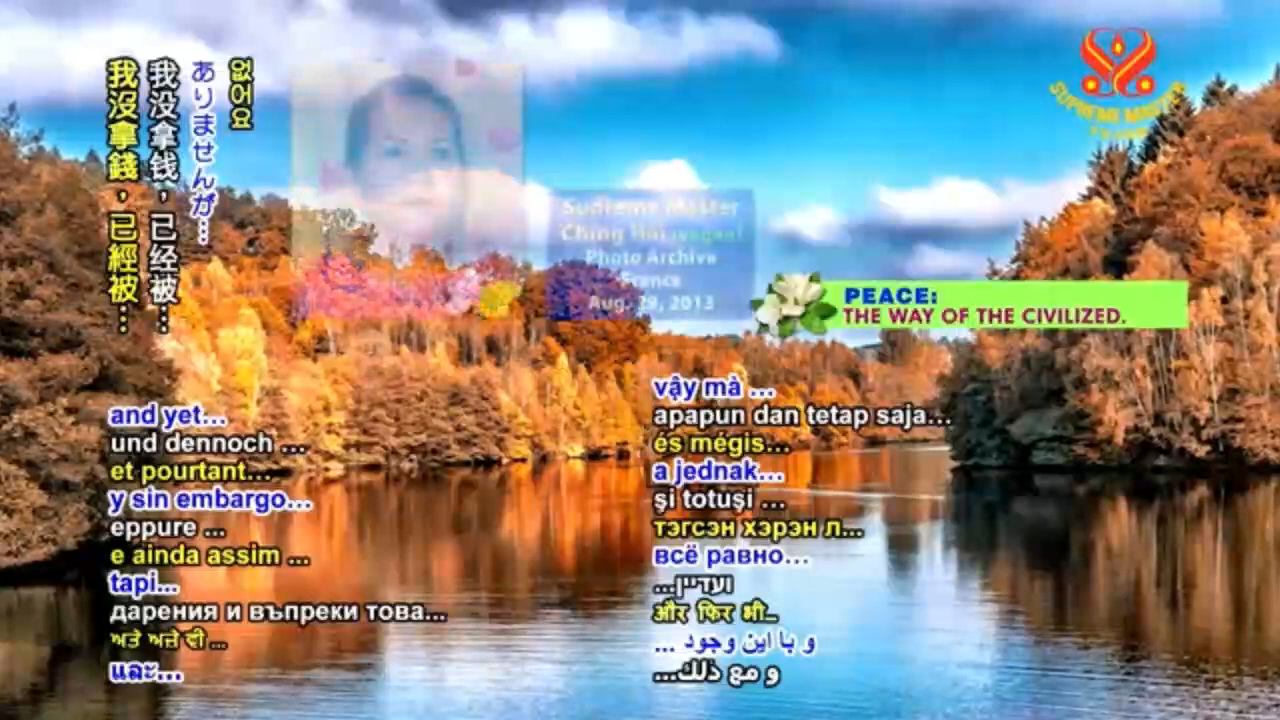 我沒拿錢，已經被…
我没拿钱，已经被…
ありませんが…
없어요
SUPREME MASTER
Supreme Master
Ching Hai (vegan)
Photo Archive
France
Aug. 29, 2013
PEACE:
THE WAY OF THE CIVILIZED.
and yet...
und dennoch ...
et pourtant...
y sin embargo...
eppure ...
e ainda assim ...
tapi...
дарения и въпреки това...
ਅਤੇ ਅਜੇ ਵੀ ...
และ...
vậy mà ...
apapun dan tetap saja...
és mégis...
a jednak...
şi totuşi ...
тэгсэн хэрэн л...
всё равно...
ועדיין...
और फिर भी...
و با این وجود ...
و مع ذلك...